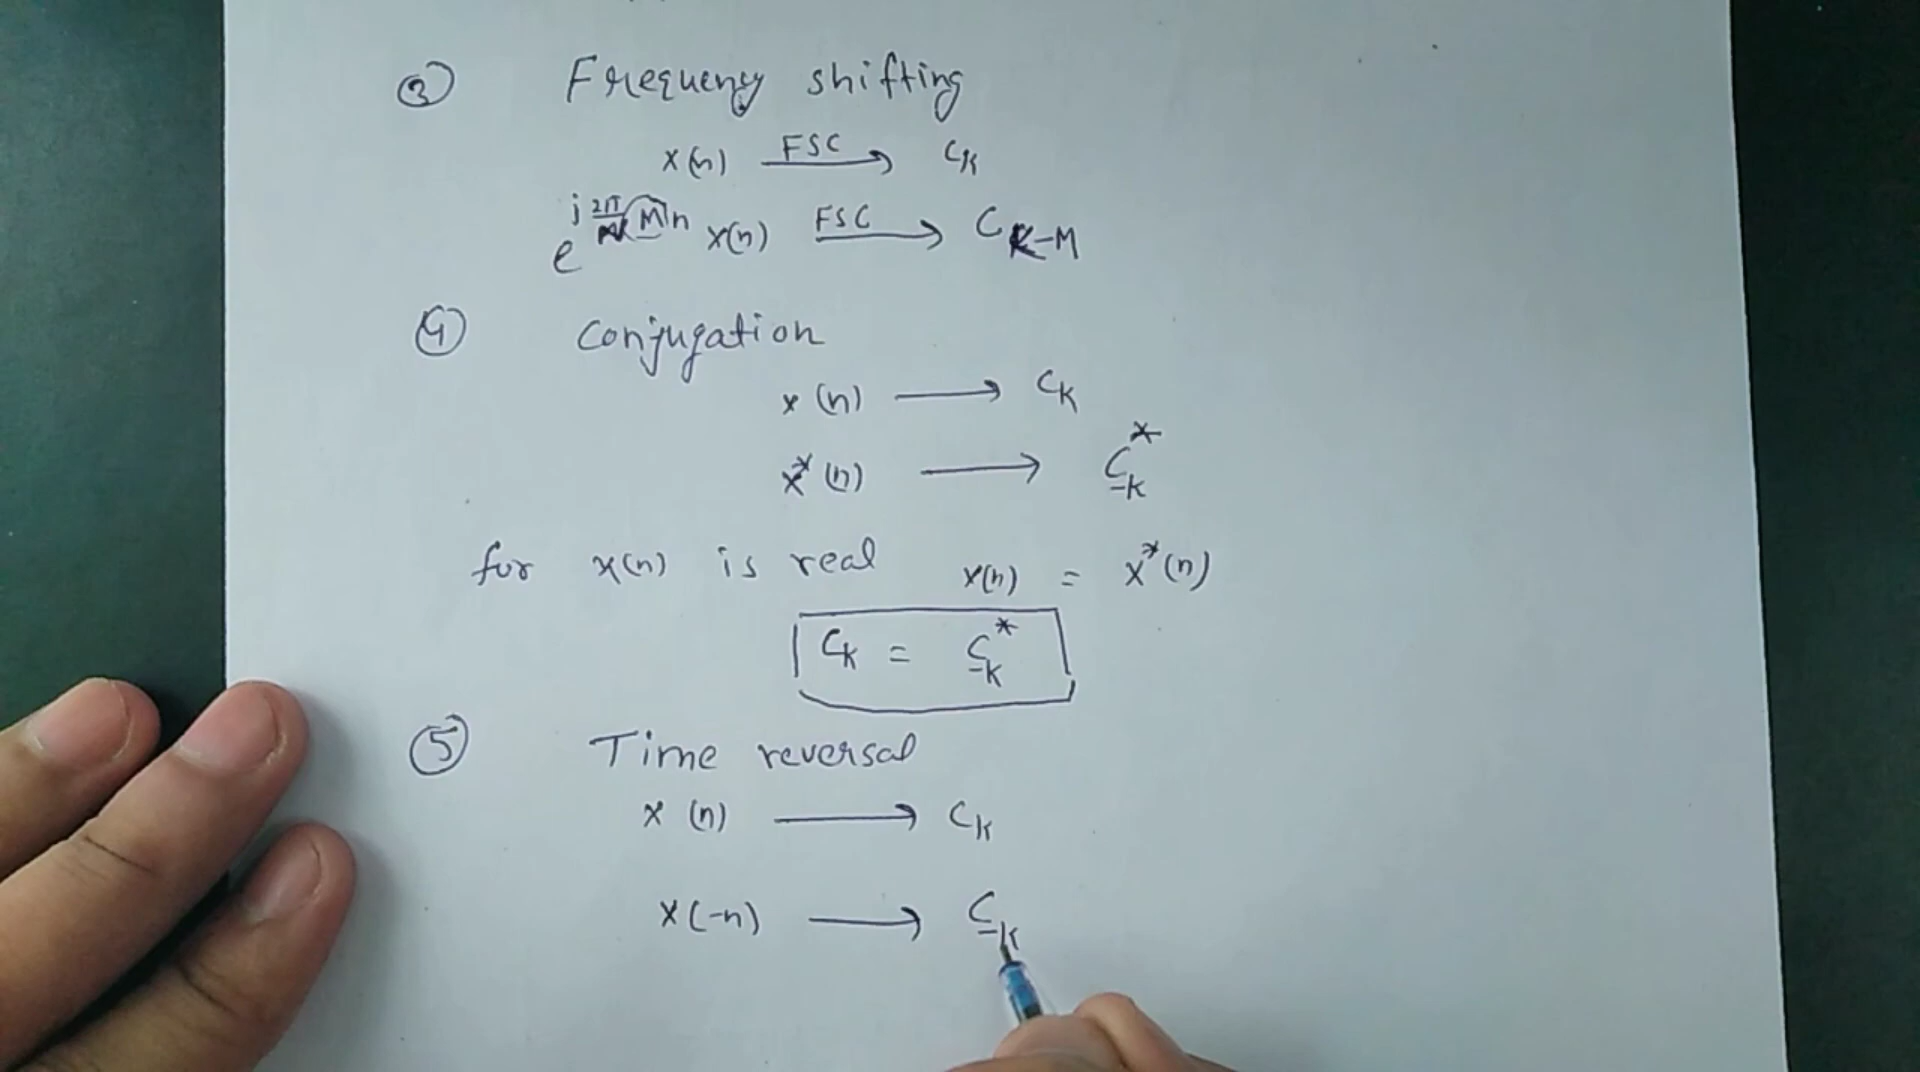 ③ Frequency shifting
x(n) FSC → Ck
e^{j 2π/N Mn} x(n) FSC → C_{k-M}
④ Conjugation
x(n) → Ck
x*(n) → C*_{-k}
for x(n) is real x(n) = x*(n)
Ck = C*_{-k}
⑤ Time reversal
x(n) → Ck
x(-n) → C_{-k}